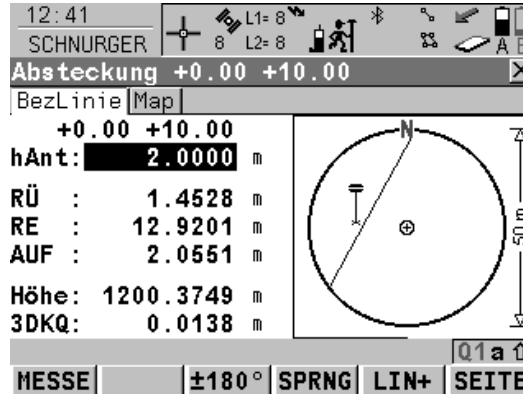 12:41 L1= 8
SCHNURGER 8 L2= 8 A
Absteckung +0.00 +10.00
BezLinie Map
+0.00 +10.00
hAnt: 2.0000 m
RÜ : 1.4528 m
RE : 12.9201 m
AUF : 2.0551 m
Höhe: 1200.3749 m
3DKQ: 0.0138 m
N
50 m
Q1 a
MESSE ±180° SPRNG LIN+ SEITE